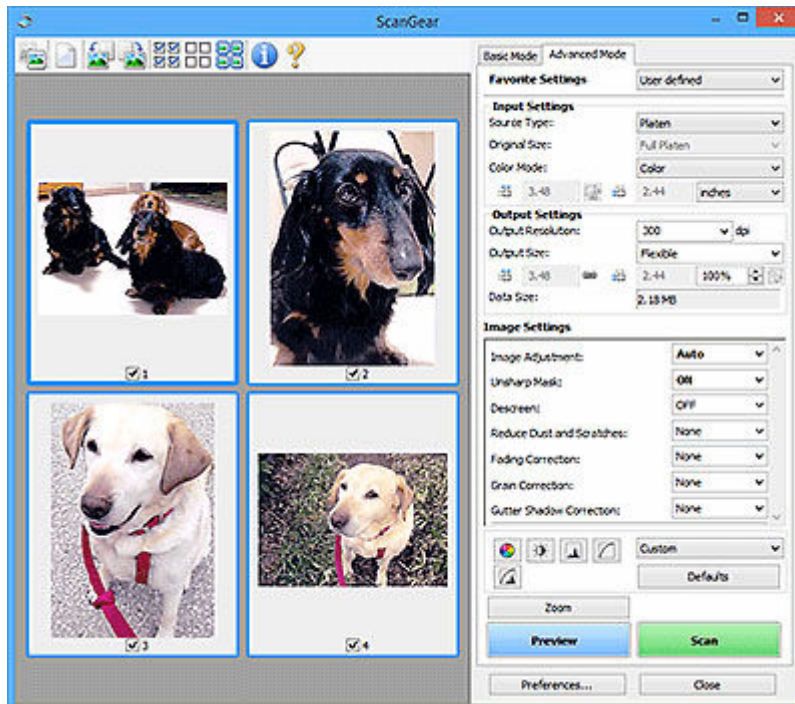 ScanGear
Basic Mode Advanced Mode
Favorite Settings User defined
Input Settings
Source Type: Platen
Original Size: Full Platen
Color Mode: Color
3.48 2.44 inches
Output Settings
Output Resolution: 300 dpi
Output Size: Flexible
3.48 2.44 100%
Data Size: 2.18 MB
Image Settings
Image Adjustment: Auto
Unsharp Mask: ON
Descreen: OFF
Reduce Dust and Scratches: None
Fading Correction: None
Grain Correction: None
Gutter Shadow Correction: None
Custom
Defaults
Zoom
Preview Scan
Preferences... Close
1
2
3
4